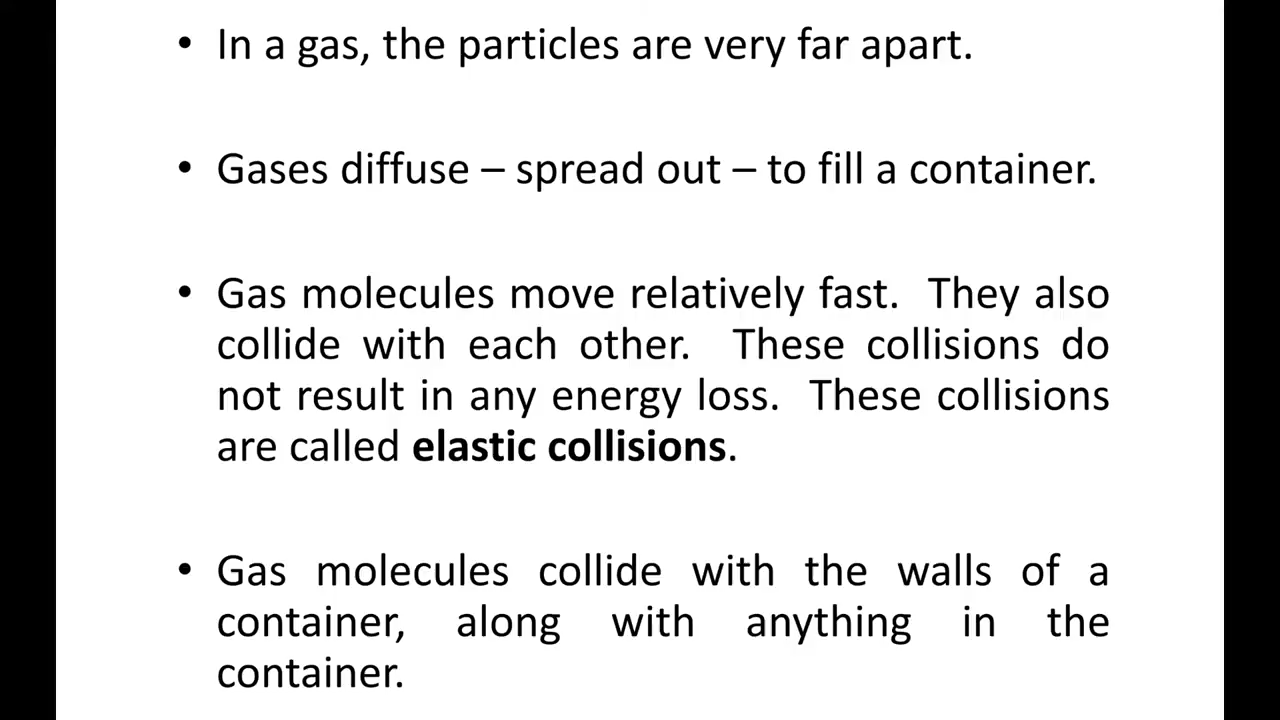 • In a gas, the particles are very far apart.
• Gases diffuse – spread out – to fill a container.
• Gas molecules move relatively fast. They also
collide with each other. These collisions do
not result in any energy loss. These collisions
are called elastic collisions.
• Gas molecules collide with the walls of a
container, along with anything in the
container.